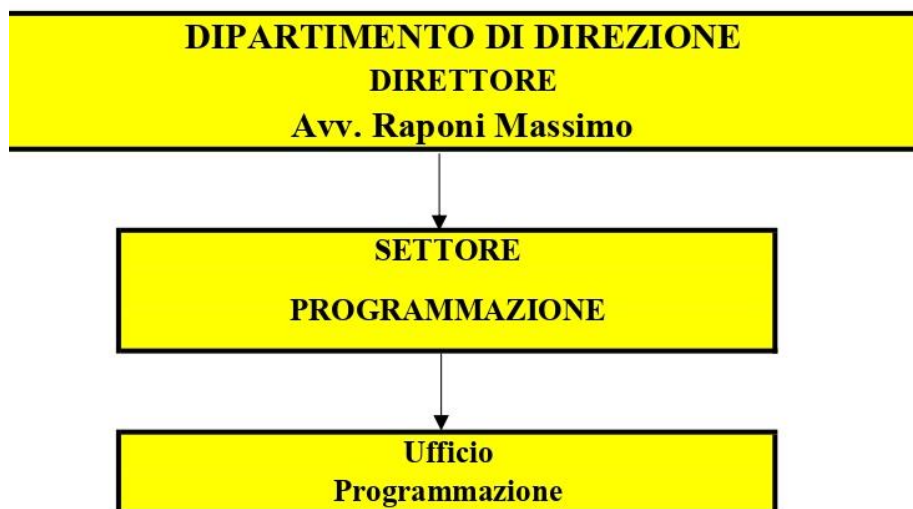 DIPARTIMENTO DI DIREZIONE
DIRETTORE
Avv. Raponi Massimo
SETTORE
PROGRAMMAZIONE
Ufficio
Programmazione